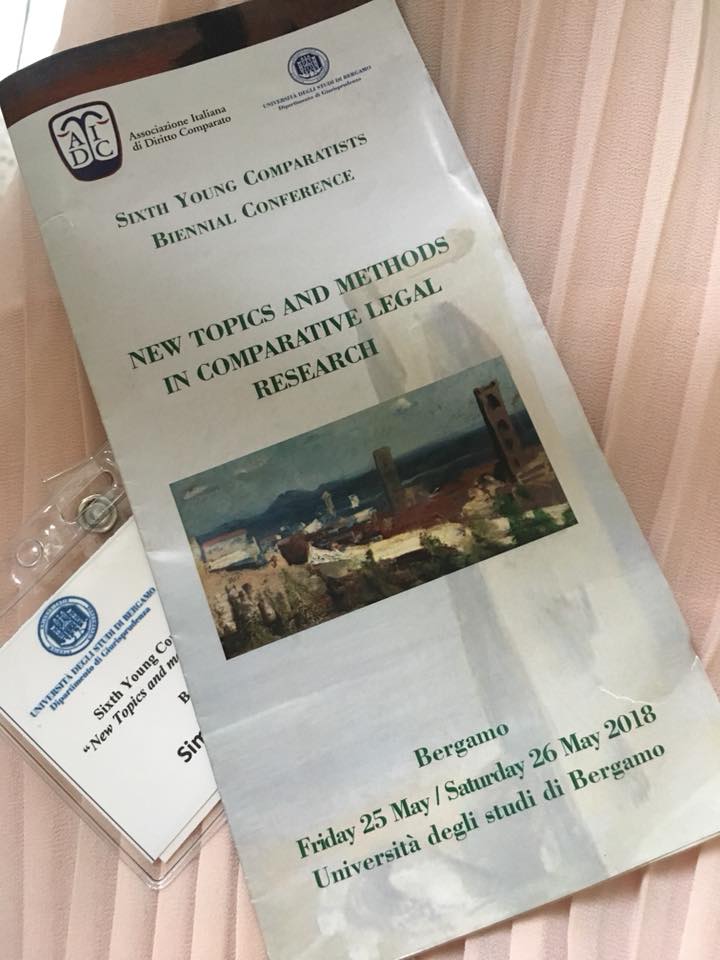 AIDC
Associazione Italiana
di Diritto Comparato
UNIVERSITÀ DEGLI STUDI DI BERGAMO
Dipartimento di Giurisprudenza
SIXTH YOUNG COMPARATISTS
BIENNIAL CONFERENCE
NEW TOPICS AND METHODS
IN COMPARATIVE LEGAL
RESEARCH
Bergamo
Friday 25 May / Saturday 26 May 2018
Università degli studi di Bergamo
UNIVERSITÀ DEGLI STUDI DI BERGAMO
Dipartimento di Giurisprudenza
Sixth Young Co
"New Topics and me
B
Sim